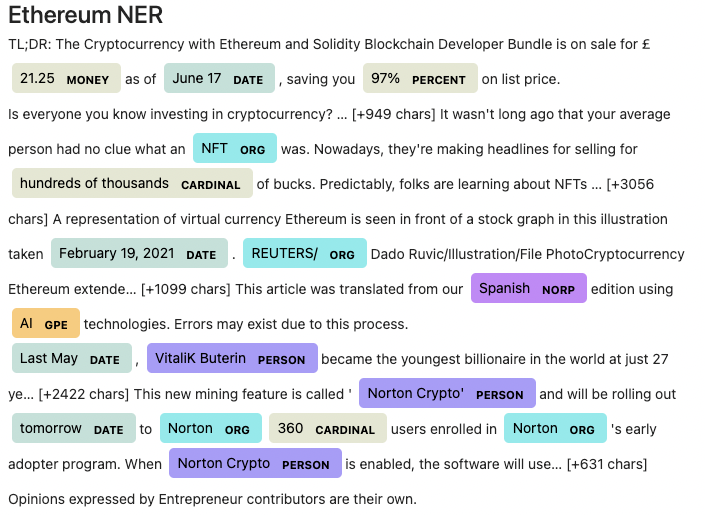 Ethereum NER
TL;DR: The Cryptocurrency with Ethereum and Solidity Blockchain Developer Bundle is on sale for £
21.25 MONEY as of June 17 DATE , saving you 97% PERCENT on list price.
Is everyone you know investing in cryptocurrency? ... [+949 chars] It wasn't long ago that your average
person had no clue what an NFT ORG was. Nowadays, they're making headlines for selling for
hundreds of thousands CARDINAL of bucks. Predictably, folks are learning about NFTs ... [+3056
chars] A representation of virtual currency Ethereum is seen in front of a stock graph in this illustration
taken February 19, 2021 DATE . REUTERS/ ORG Dado Ruvic/Illustration/File PhotoCryptocurrency
Ethereum extende... [+1099 chars] This article was translated from our Spanish NORP edition using
AI GPE technologies. Errors may exist due to this process.
Last May DATE , VitaliK Buterin PERSON became the youngest billionaire in the world at just 27
ye... [+2422 chars] This new mining feature is called ' Norton Crypto' PERSON and will be rolling out
tomorrow DATE to Norton ORG 360 CARDINAL users enrolled in Norton ORG 's early
adopter program. When Norton Crypto PERSON is enabled, the software will use... [+631 chars]
Opinions expressed by Entrepreneur contributors are their own.